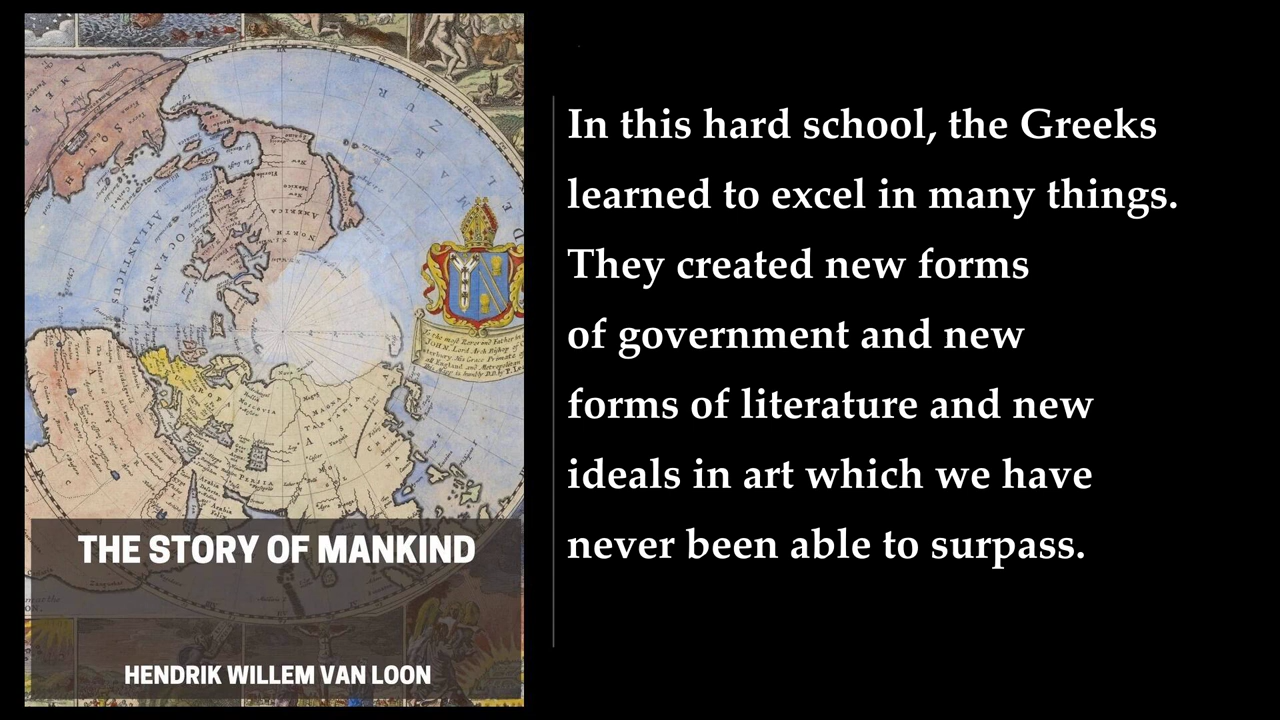 THE STORY OF MANKIND
HENDRIK WILLEM VAN LOON
In this hard school, the Greeks
learned to excel in many things.
They created new forms
of government and new
forms of literature and new
ideals in art which we have
never been able to surpass.